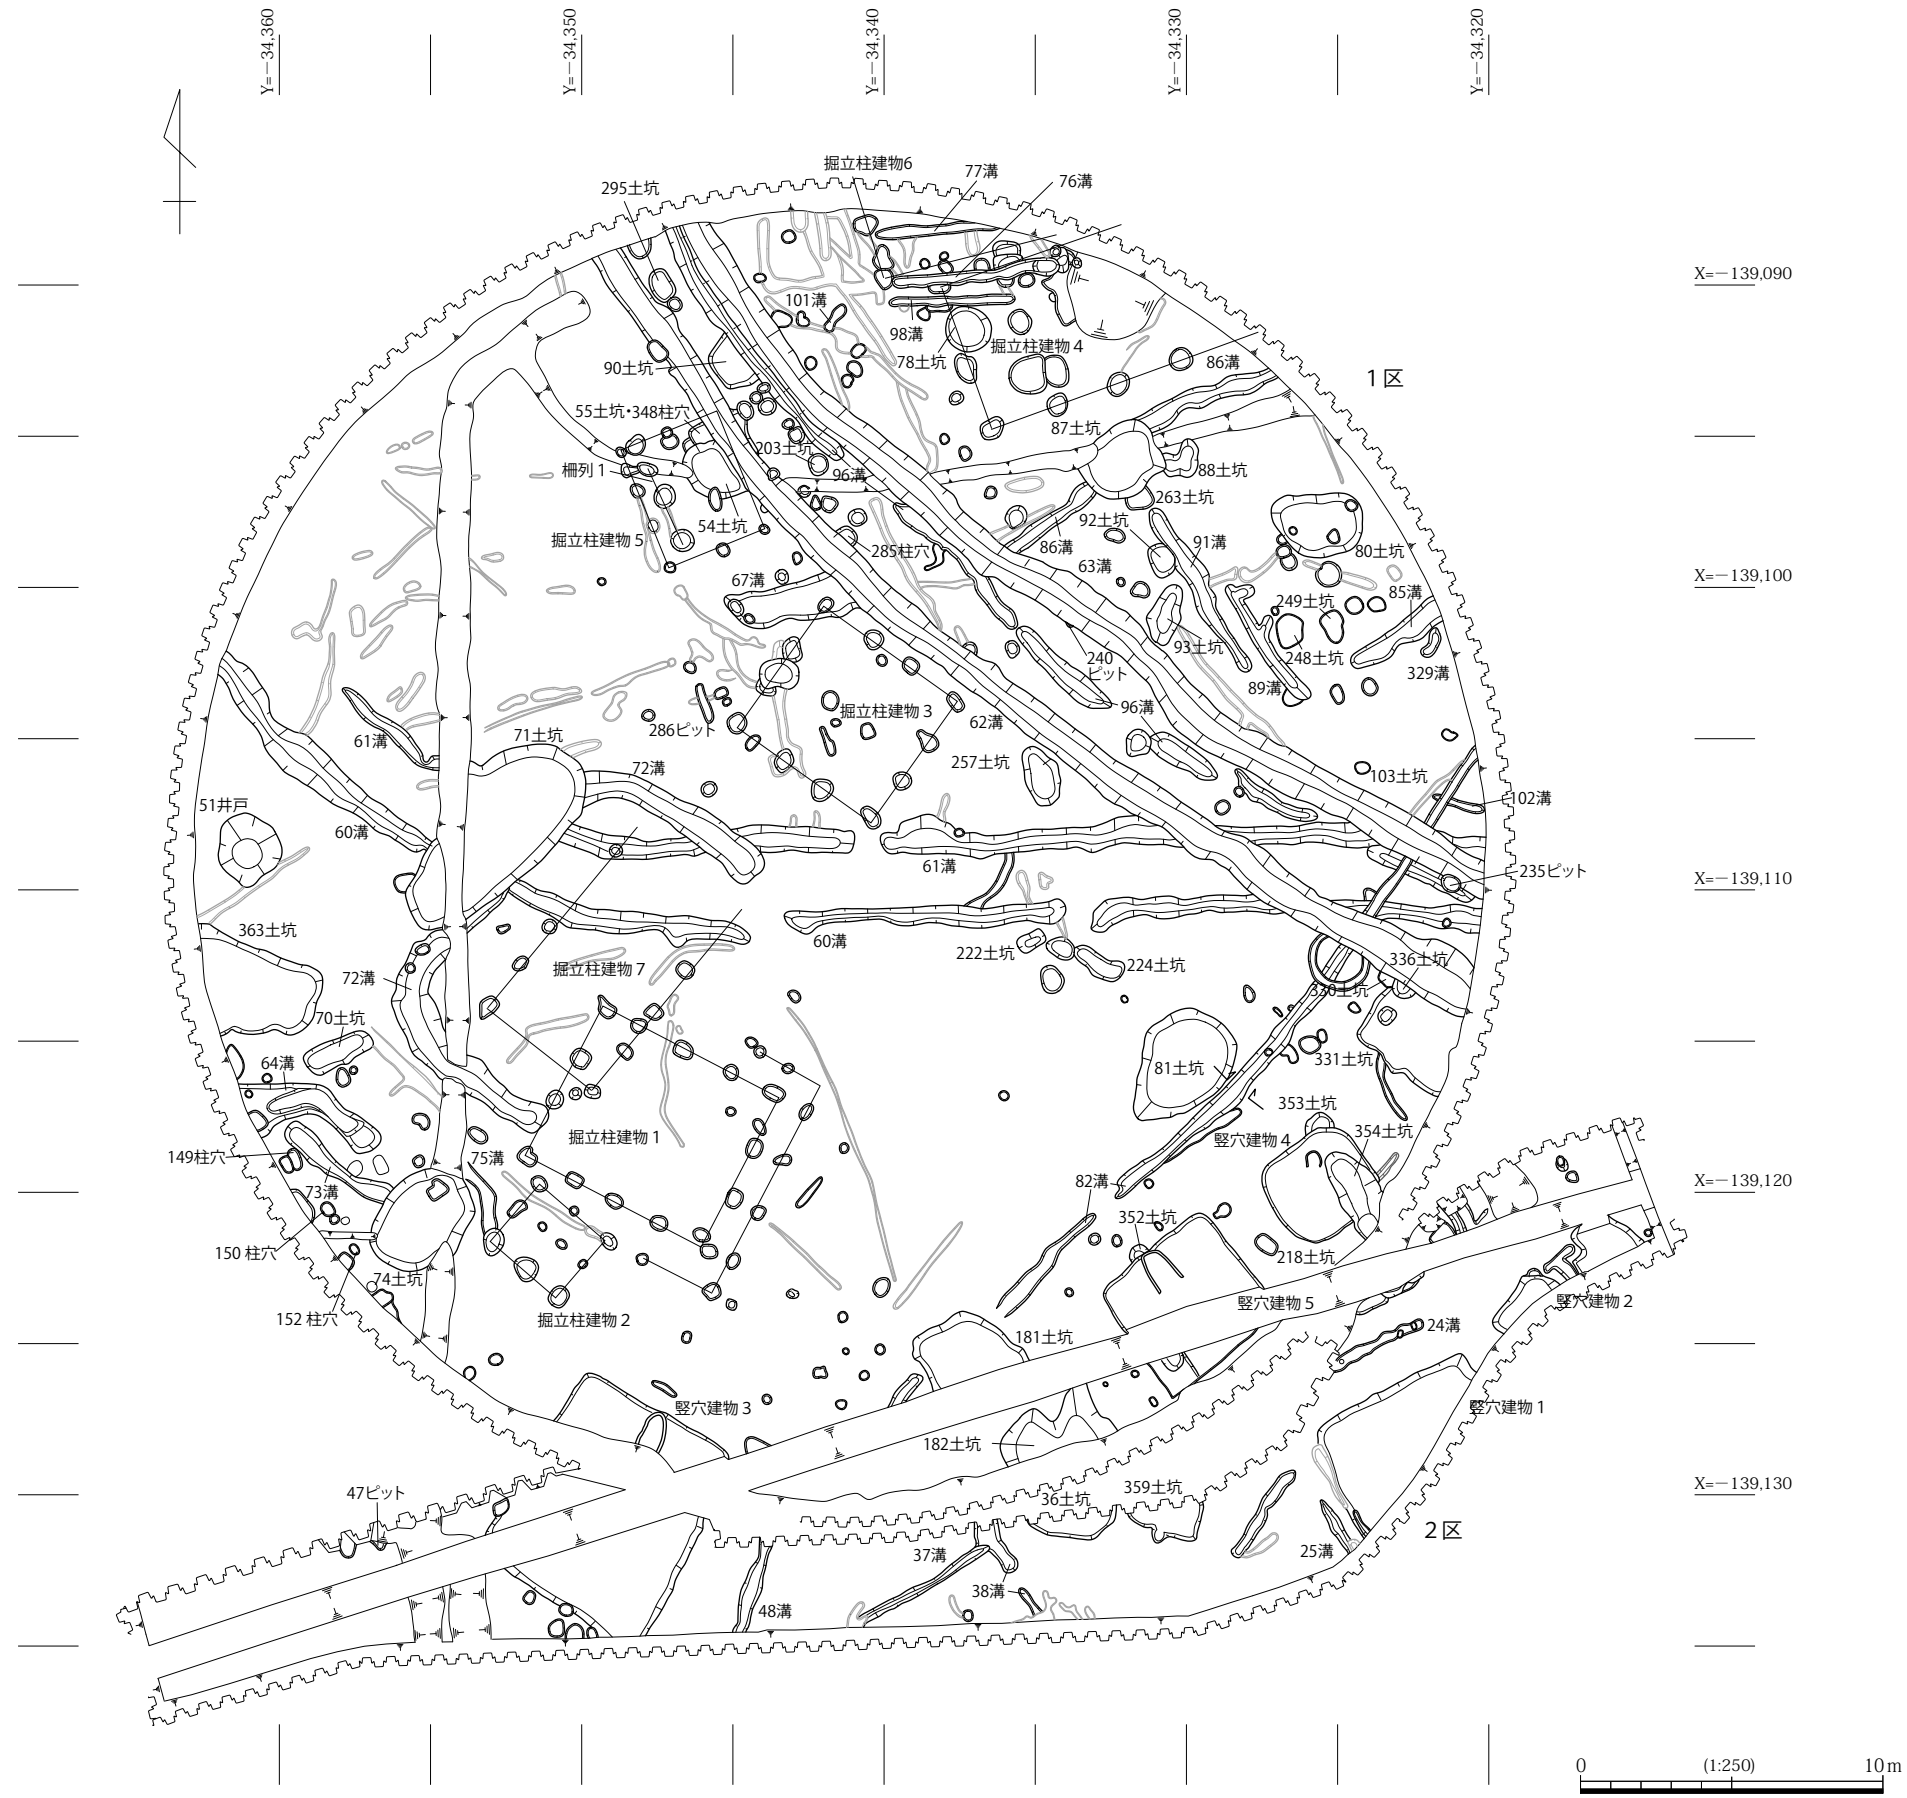 Y=－34,360
Y=－34,350
Y=－34,340
Y=－34,330
Y=－34,320
掘立柱建物6
77溝
76溝
295土坑
X=－139,090
101溝
98溝
掘立柱建物4
78土坑
86溝
90土坑
1区
55土坑・348柱穴
87土坑
203土坑
柵列1
96溝
88土坑
263土坑
54土坑
92土坑
掘立柱建物5
285柱穴
86溝
91溝
80土坑
67溝
63溝
X=－139,100
85溝
249土坑
93土坑
248土坑
240
ピット
329溝
89溝
掘立柱建物3
96溝
286ピット
62溝
61溝
71土坑
72溝
257土坑
103土坑
102溝
51井戸
60溝
61溝
235ピット
X=－139,110
363土坑
60溝
222土坑
224土坑
336土坑
掘立柱建物7
72溝
330土坑
70土坑
331土坑
64溝
81土坑
353土坑
掘立柱建物1
竪穴建物4
354土坑
149柱穴
75溝
82溝
X=－139,120
73溝
352土坑
150柱穴
218土坑
74土坑
152柱穴
掘立柱建物2
竪穴建物5
竪穴建物2
181土坑
24溝
竪穴建物3
竪穴建物1
182土坑
X=－139,130
47ピット
36土坑
359土坑
2区
37溝
25溝
38溝
48溝
0
(1:250)
10m